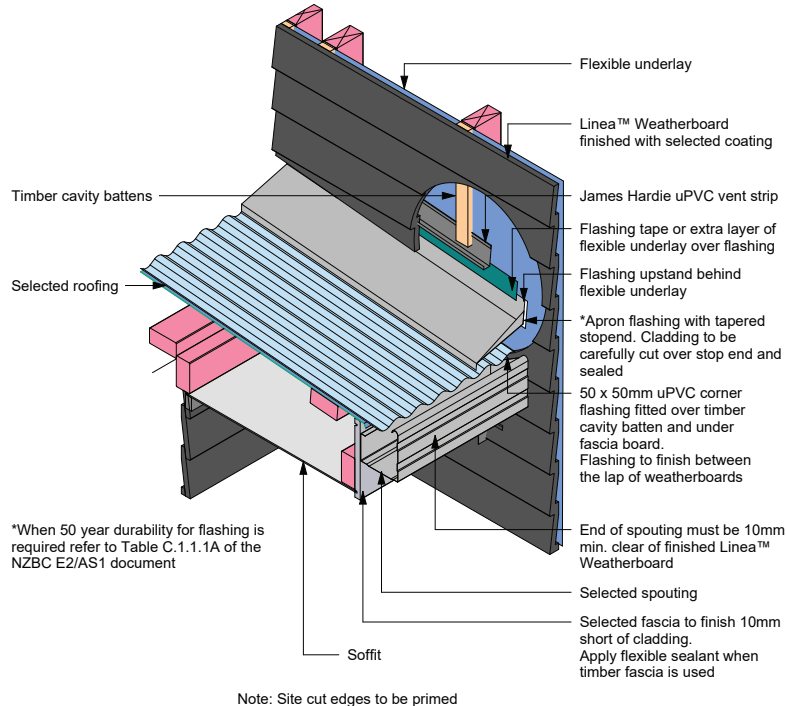 Flexible underlay
Linea™ Weatherboard
finished with selected coating
Timber cavity battens
James Hardie uPVC vent strip
Flashing tape or extra layer of
flexible underlay over flashing
Selected roofing
Flashing upstand behind
flexible underlay
*Apron flashing with tapered
stopend. Cladding to be
carefully cut over stop end and
sealed
50 x 50mm uPVC corner
flashing fitted over timber
cavity batten and under
fascia board.
Flashing to finish between
the lap of weatherboards
*When 50 year durability for flashing is
required refer to Table C.1.1.1A of the
NZBC E2/AS1 document
End of spouting must be 10mm
min. clear of finished Linea™
Weatherboard
Selected spouting
Selected fascia to finish 10mm
short of cladding.
Apply flexible sealant when
timber fascia is used
Soffit
Note: Site cut edges to be primed